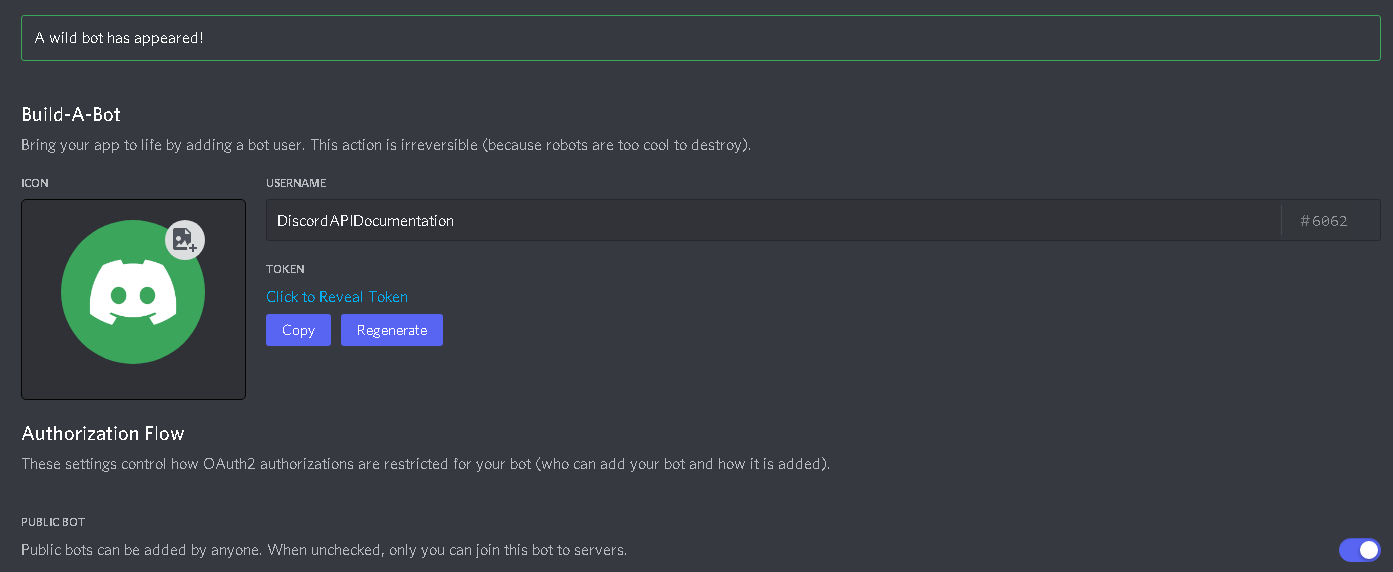 A wild bot has appeared!
Build-A-Bot
Bring your app to life by adding a bot user. This action is irreversible (because robots are too cool to destroy).
ICON
USERNAME
DiscordAPIDocumentation
#6062
TOKEN
Click to Reveal Token
Copy
Regenerate
Authorization Flow
These settings control how OAuth2 authorizations are restricted for your bot (who can add your bot and how it is added).
PUBLIC BOT
Public bots can be added by anyone. When unchecked, only you can join this bot to servers.